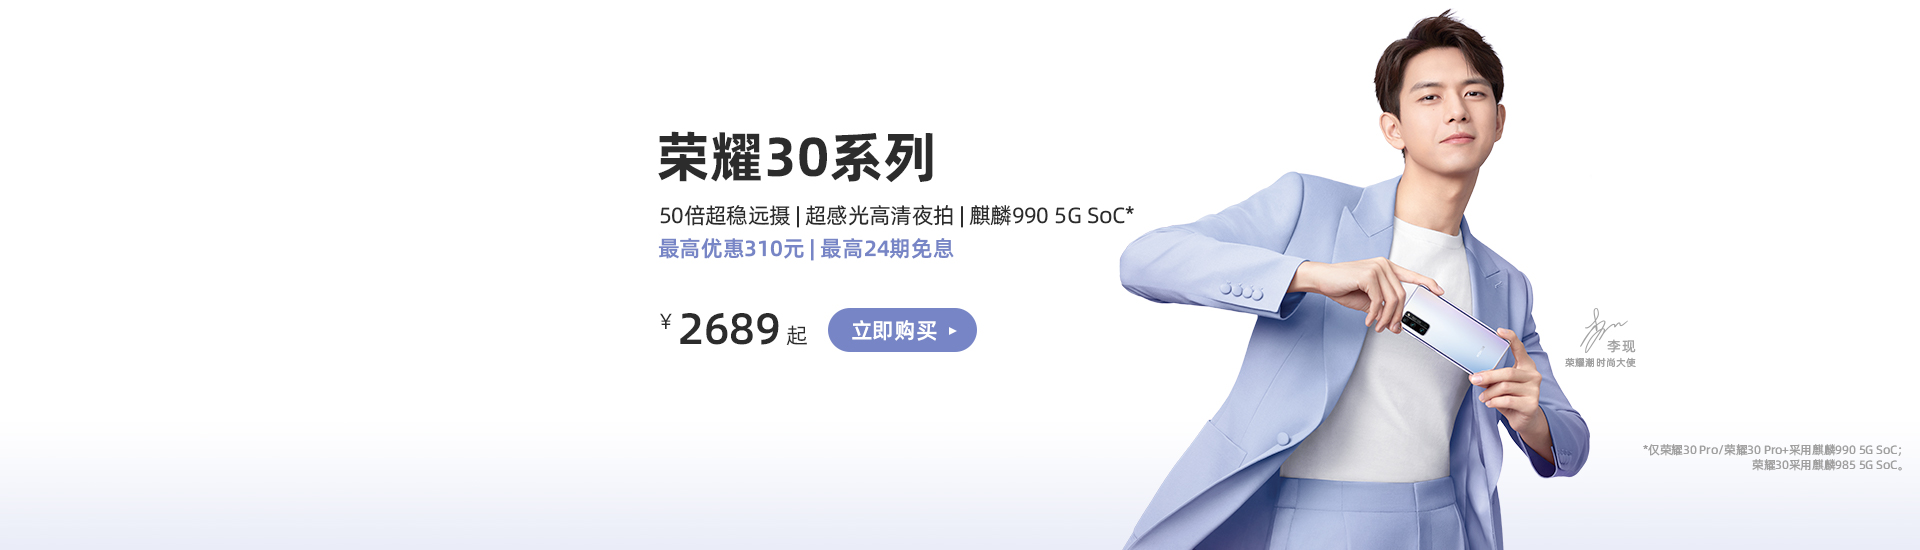 荣耀30系列
50倍超稳远摄 | 超感光高清夜拍 | 麒麟990 5G SoC*
最高优惠310元 | 最高24期免息
¥ 2689 起 立即购买
李现
荣耀潮时尚大使
*仅荣耀30 Pro/荣耀30 Pro+采用麒麟990 5G SoC；
荣耀30采用麒麟985 5G SoC。